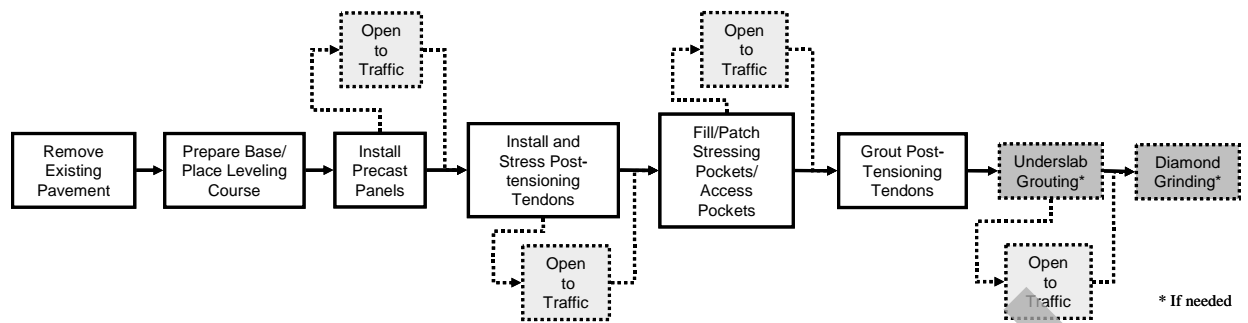 Open
to
Traffic
Open
to
Traffic
Remove
Existing
Pavement
Prepare Base/
Place Leveling
Course
Install
Precast
Panels
Install and
Stress Post-
tensioning
Tendons
Fill/Patch
Stressing
Pockets/
Access
Pockets
Grout Post-
Tensioning
Tendons
Underslab
Grouting*
Diamond
Grinding*
Open
to
Traffic
Open
to
Traffic
* If needed